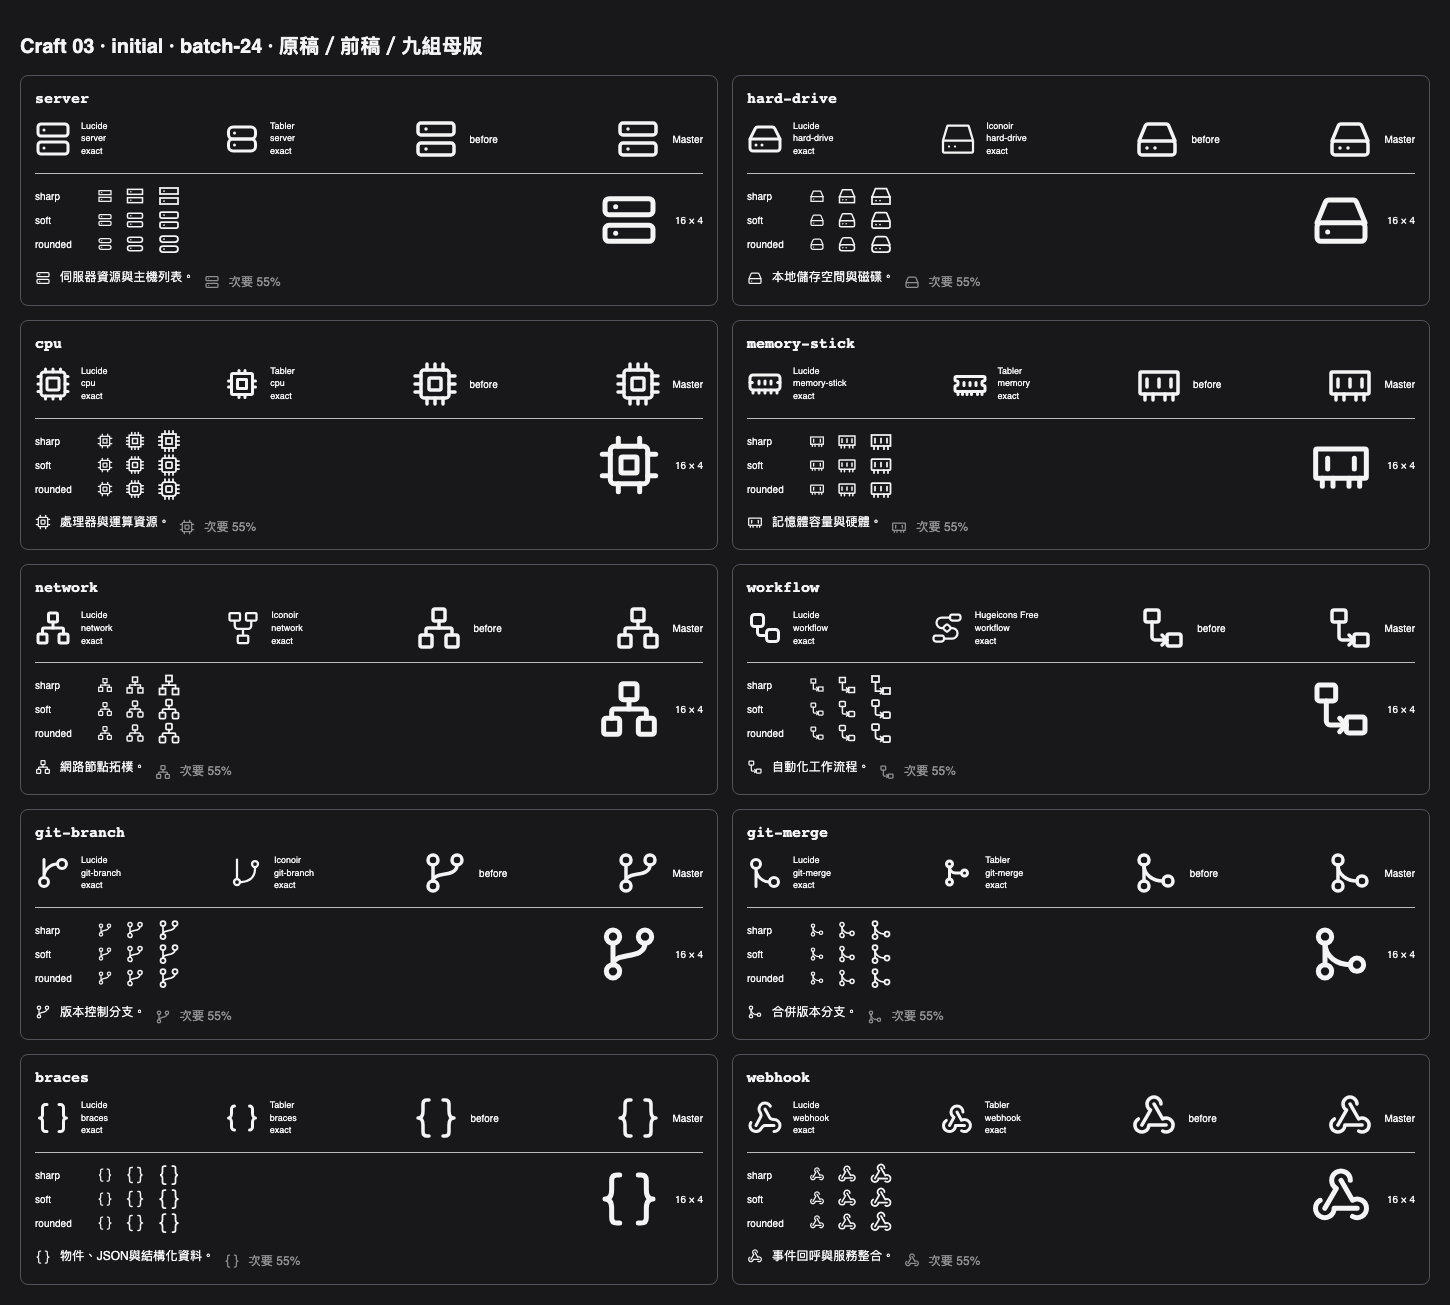 Craft 03 · initial · batch-24 · 原稿 / 前稿 / 九組母版
server
Lucide
server
exact
Tabler
server
exact
before
Master
sharp
soft
rounded
16 × 4
伺服器資源與主機列表。
次要 55%
hard-drive
Lucide
hard-drive
exact
Iconoir
hard-drive
exact
before
Master
sharp
soft
rounded
16 × 4
本地儲存空間與磁碟。
次要 55%
cpu
Lucide
cpu
exact
Tabler
cpu
exact
before
Master
sharp
soft
rounded
16 × 4
處理器與運算資源。
次要 55%
memory-stick
Lucide
memory-stick
exact
Tabler
memory
exact
before
Master
sharp
soft
rounded
16 × 4
記憶體容量與硬體。
次要 55%
network
Lucide
network
exact
Iconoir
network
exact
before
Master
sharp
soft
rounded
16 × 4
網路節點拓樸。
次要 55%
workflow
Lucide
workflow
exact
Hugeicons Free
workflow
exact
before
Master
sharp
soft
rounded
16 × 4
自動化工作流程。
次要 55%
git-branch
Lucide
git-branch
exact
Iconoir
git-branch
exact
before
Master
sharp
soft
rounded
16 × 4
版本控制分支。
次要 55%
git-merge
Lucide
git-merge
exact
Tabler
git-merge
exact
before
Master
sharp
soft
rounded
16 × 4
合併版本分支。
次要 55%
braces
Lucide
braces
exact
Tabler
braces
exact
before
Master
sharp
soft
rounded
16 × 4
物件、JSON與結構化資料。
次要 55%
webhook
Lucide
webhook
exact
Tabler
webhook
exact
before
Master
sharp
soft
rounded
16 × 4
事件回呼與服務整合。
次要 55%